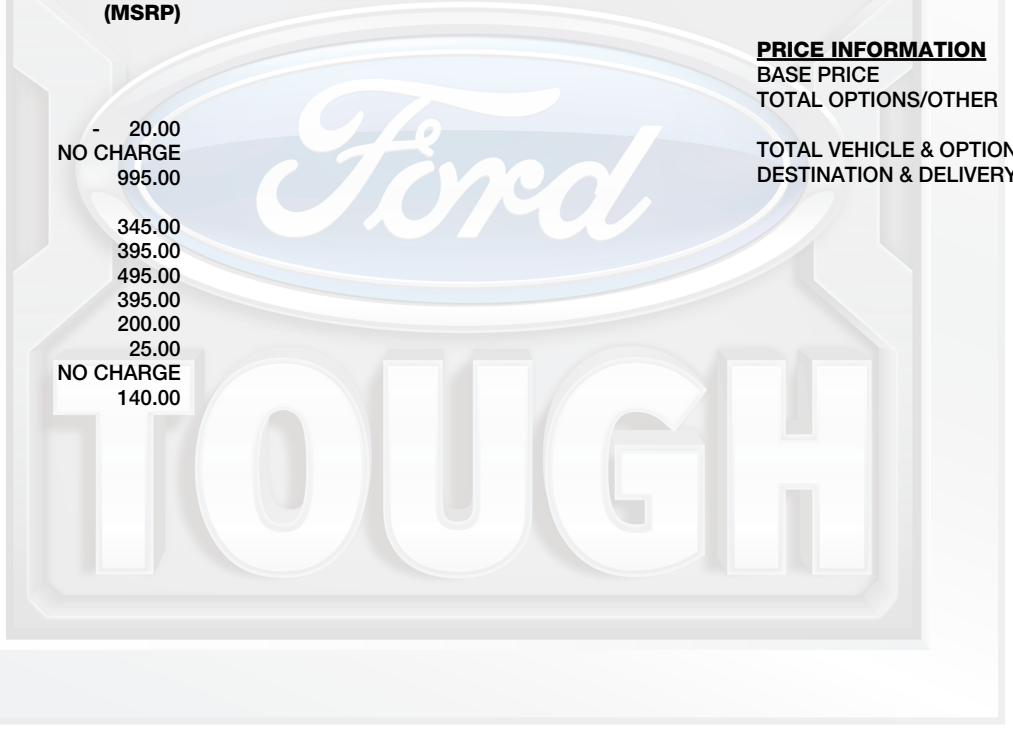 (MSRP)
- 20.00
NO CHARGE
995.00
345.00
395.00
495.00
395.00
200.00
25.00
NO CHARGE
140.00
PRICE INFORMATION
BASE PRICE
TOTAL OPTIONS/OTHER
TOTAL VEHICLE & OPTION
DESTINATION & DELIVERY
Ford
TOUGH